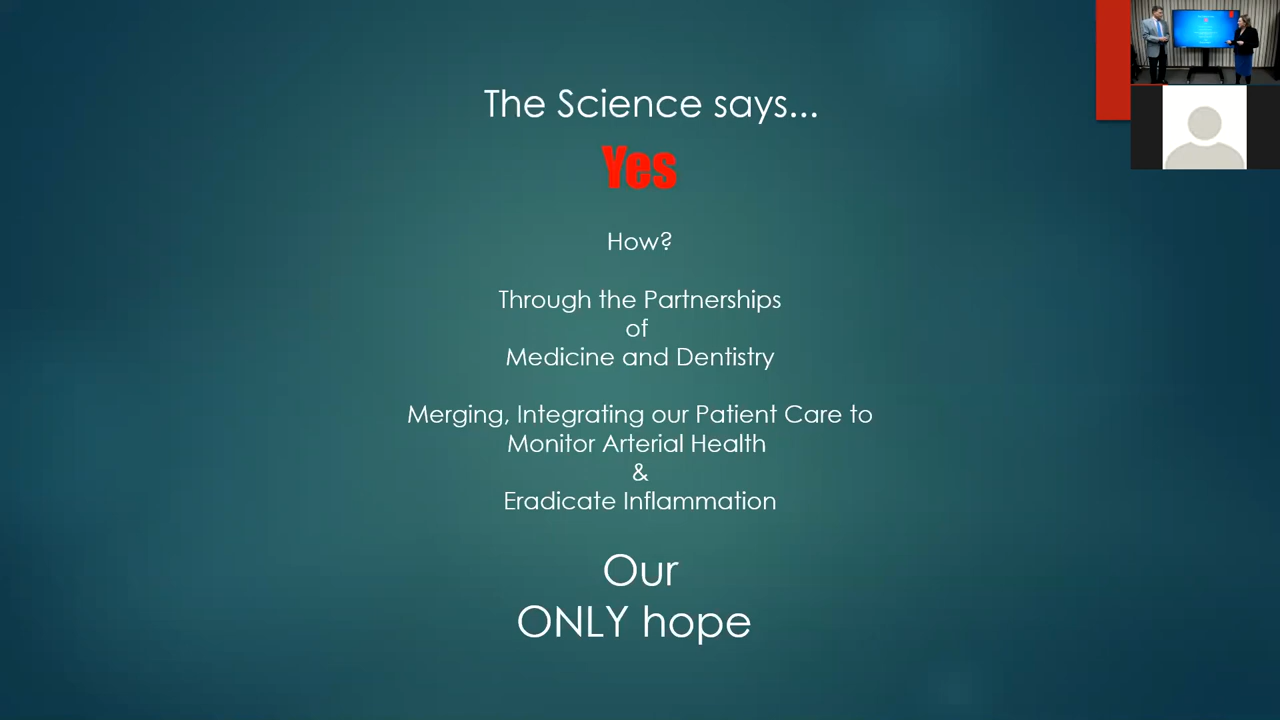 The Science says...
Yes
How?
Through the Partnerships
of
Medicine and Dentistry
Merging, Integrating our Patient Care to
Monitor Arterial Health
&
Eradicate Inflammation
Our
ONLY hope